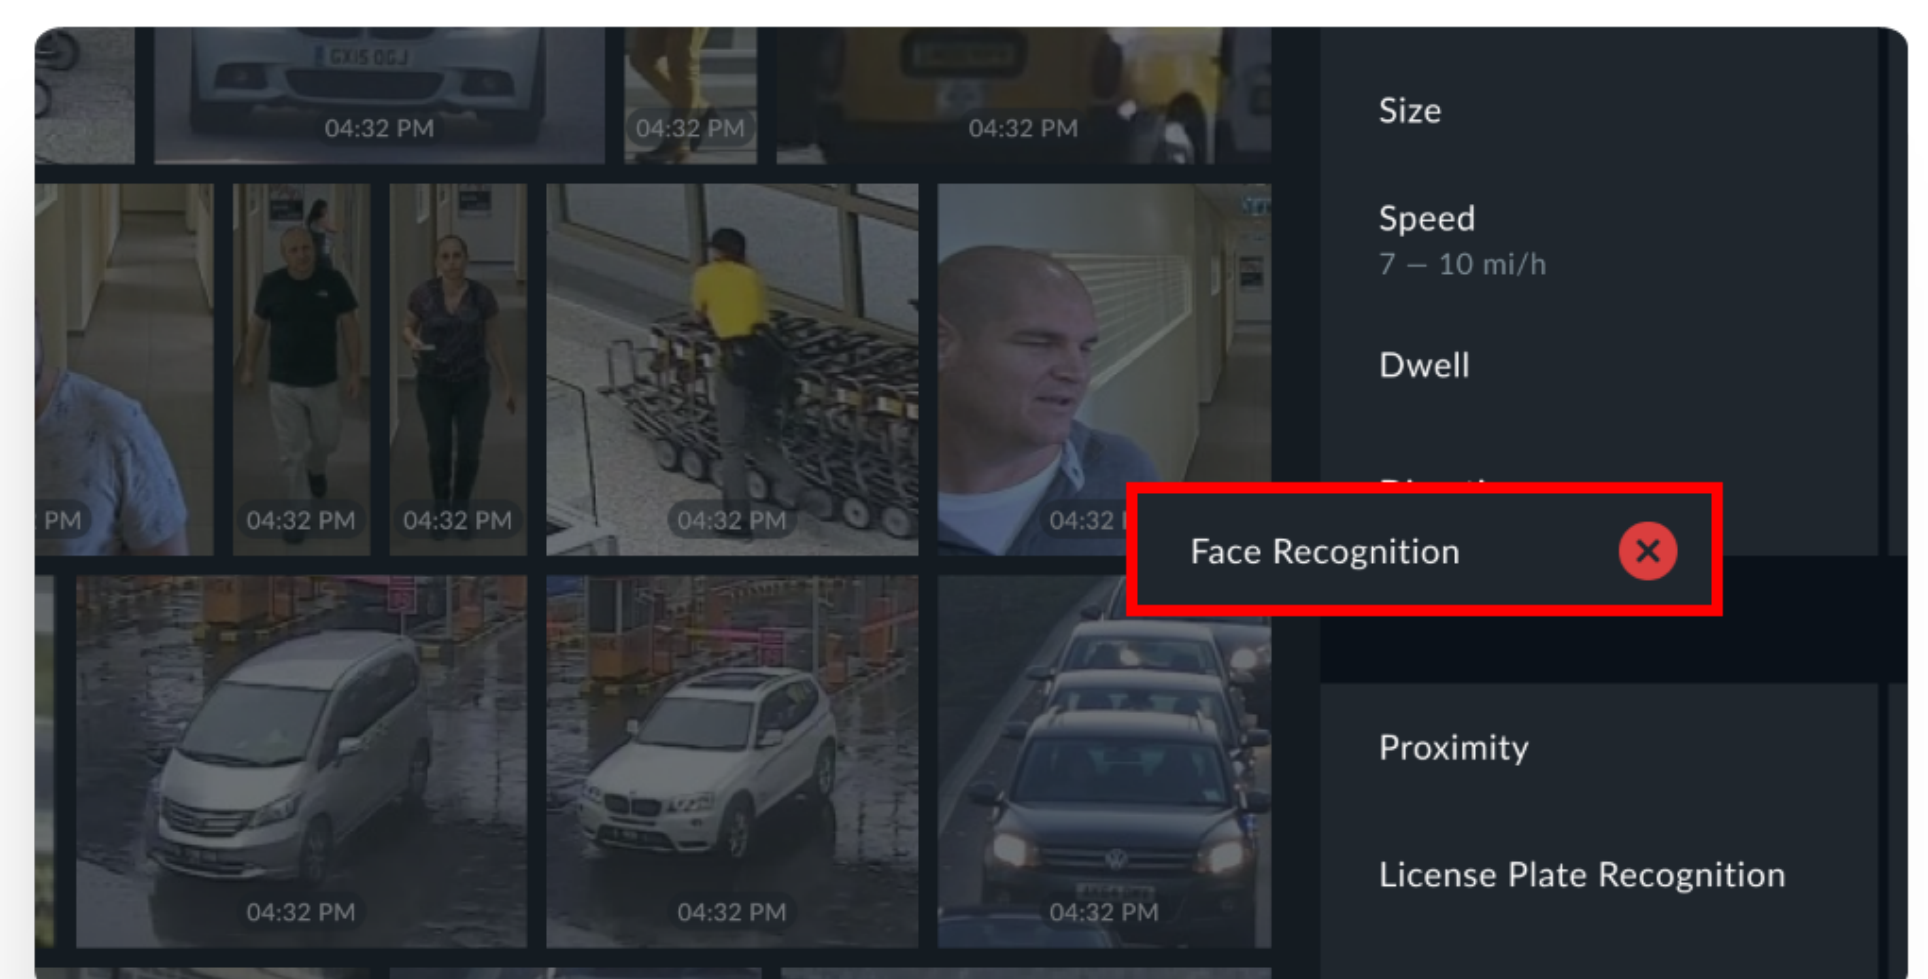 GX15 OGJ
04:32 PM
04:32 PM
04:32 PM
Size
Speed
7 – 10 mi/h
Dwell
PM
04:32 PM
04:32 PM
04:32 PM
04:32
Face Recognition
Proximity
License Plate Recognition
04:32 PM
04:32 PM
04:32 PM